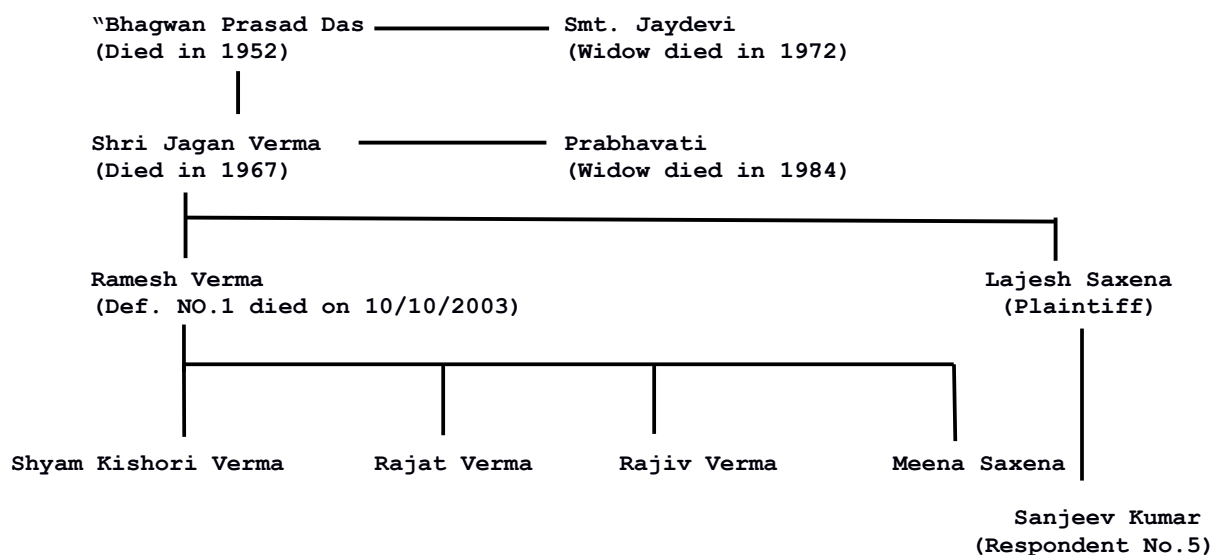 “Bhagwan Prasad Das Smt. Jaydevi
(Died in 1952) (Widow died in 1972)
Shri Jagan Verma Prabhavati
(Died in 1967) (Widow died in 1984)
Ramesh Verma Lajesh Saxena
(Def. NO.1 died on 10/10/2003) (Plaintiff)
Shyam Kishori Verma Rajat Verma Rajiv Verma Meena Saxena
Sanjeev Kumar
(Respondent No.5)